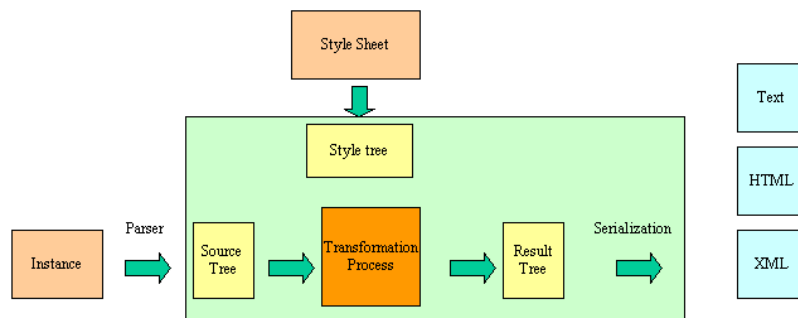 Style Sheet
Text
Style tree
HTML
Parser
Serialization
Instance
Source
Tree
Transformation
Process
Result
Tree
XML